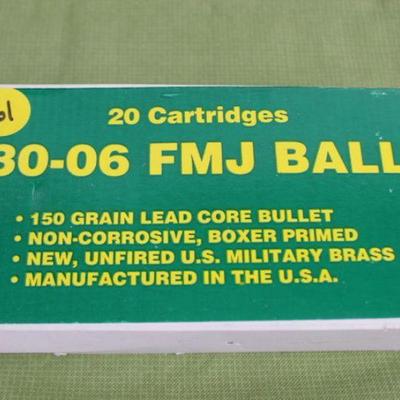 61
20 Cartridges
30-06 FMJ BALL
• 150 GRAIN LEAD CORE BULLET
• NON-CORROSIVE, BOXER PRIMED
• NEW, UNFIRED U.S. MILITARY BRASS
• MANUFACTURED IN THE U.S.A.